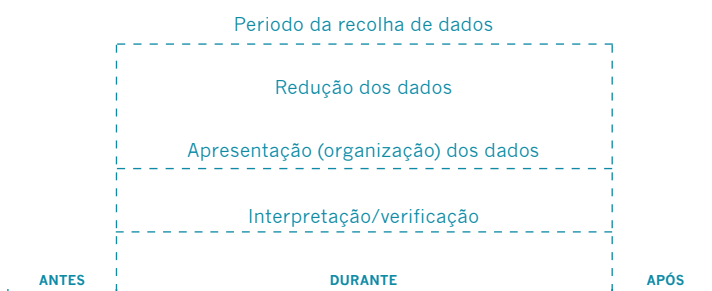 Periodo da recolha de dados
Redução dos dados
Apresentação (organização) dos dados
Interpretação/verificação
ANTES DURANTE APÓS